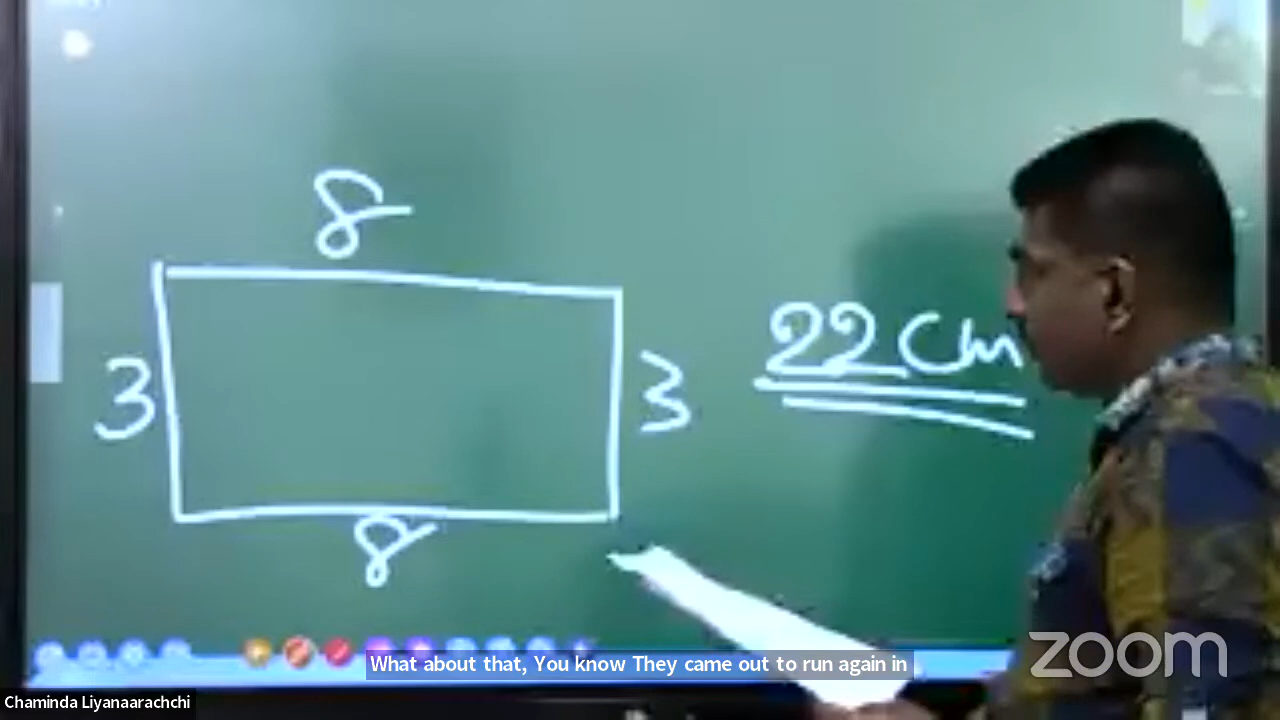 8
3
3
22 cm
8
What about that, You know They came out to run again in
zoom
Chaminda Liyanaarachchi